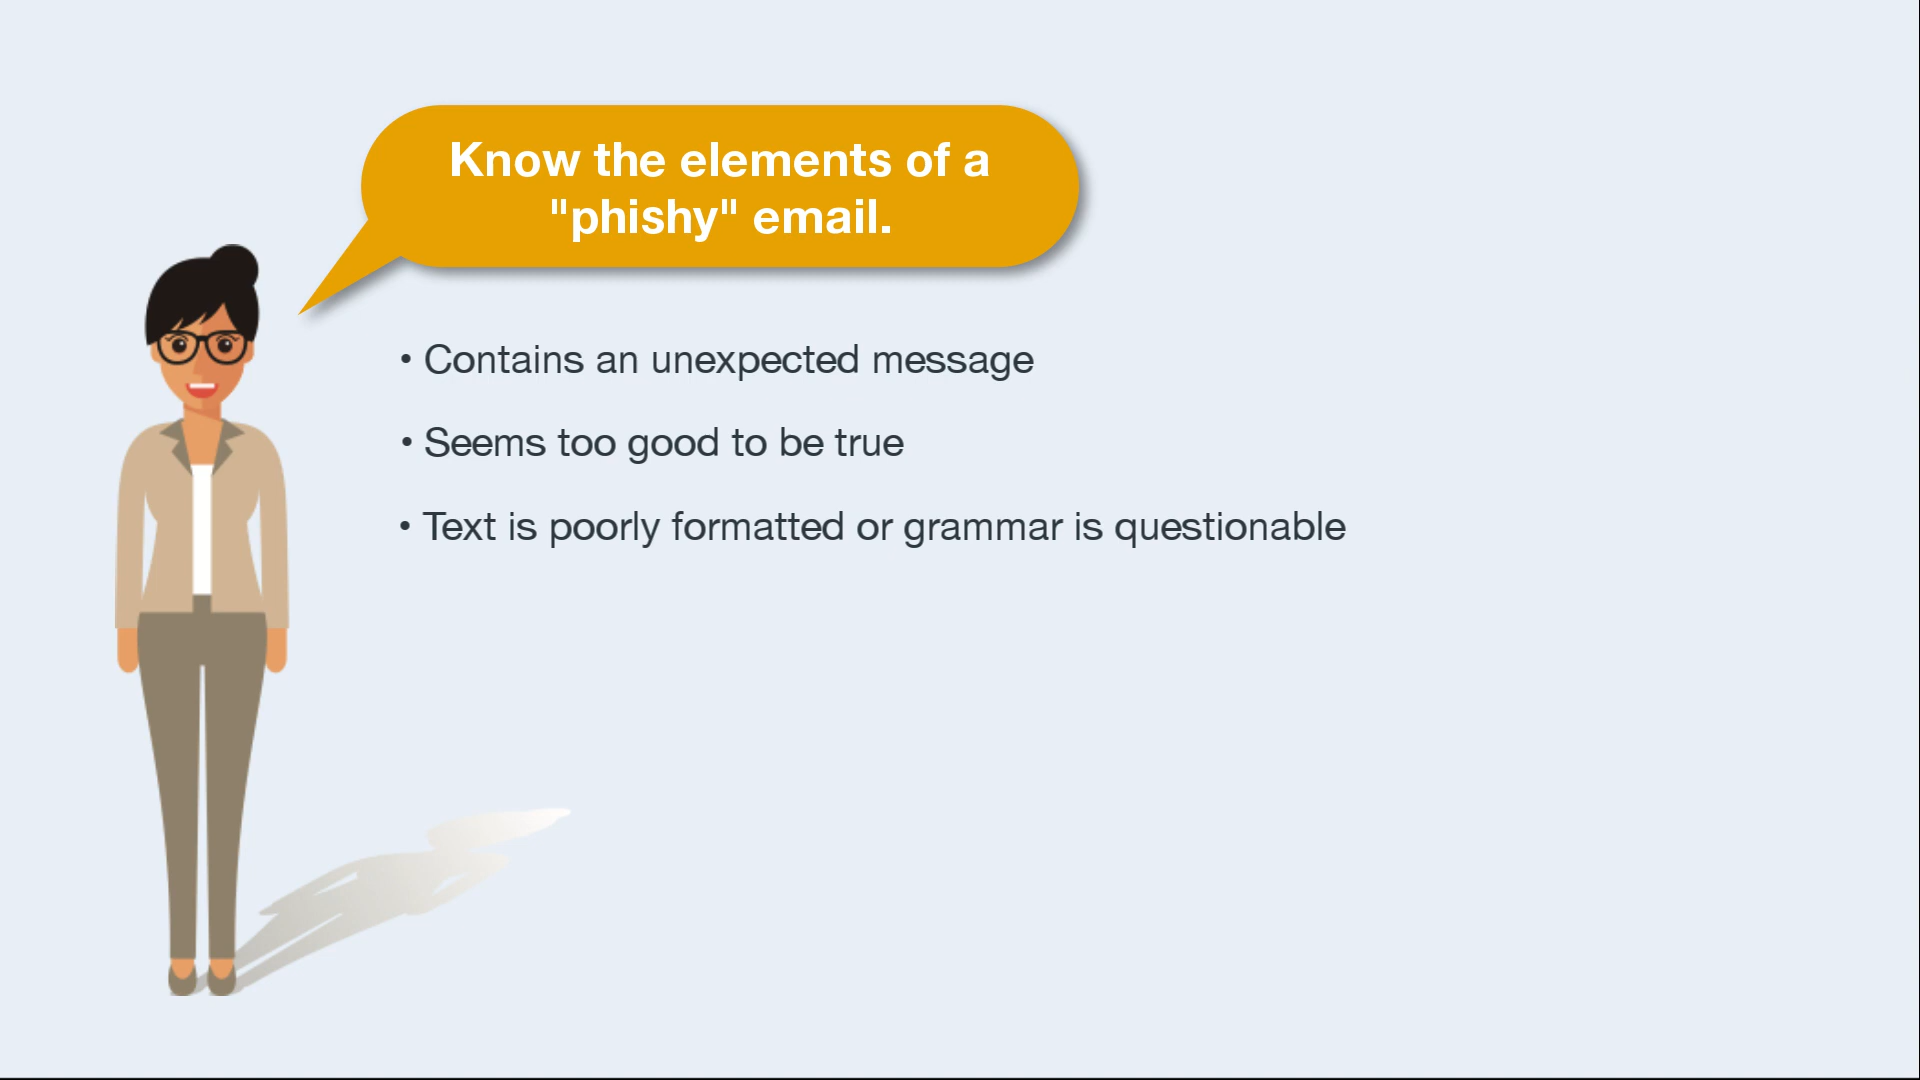 Know the elements of a
"phishy" email.
• Contains an unexpected message
• Seems too good to be true
• Text is poorly formatted or grammar is questionable